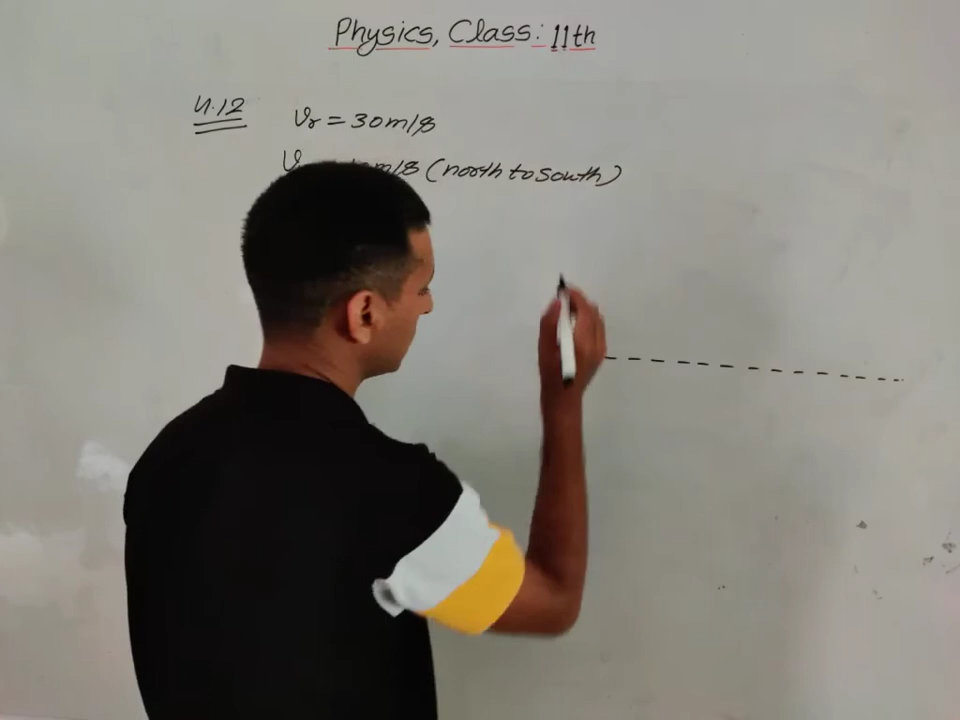 Physics, Class: 11th
4.12 Vr = 30m/s
V m/s (north to south)